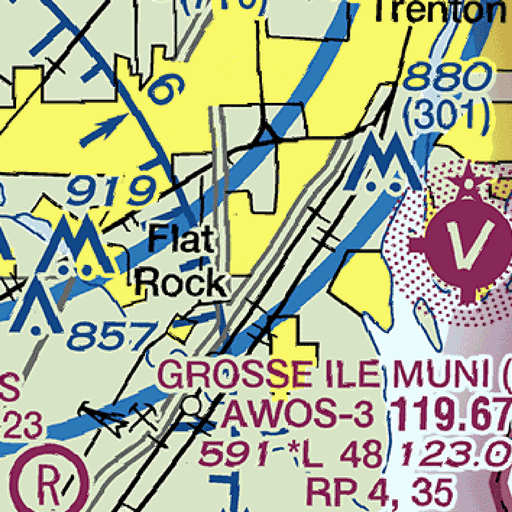 Trenton
880
(301)
6
919
Flat
Rock
V
857
GROSSE ILE MUNI (
AWOS-3 119.67
591 *L 48 123.0
RP 4, 35
S
23
R